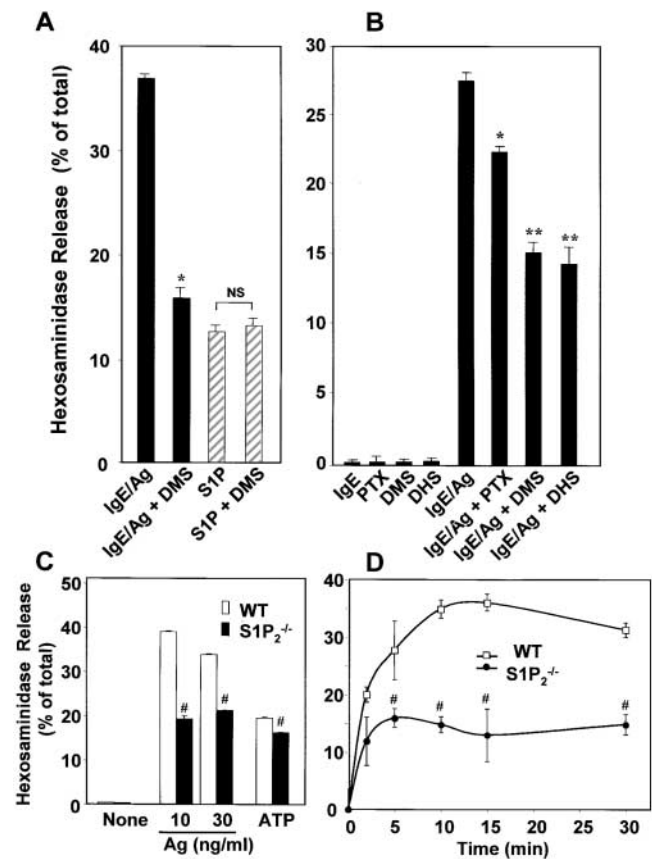 A
B
Hexosaminidase Release (% of total)
40
30
20
10
0
*
NS
IgE/Ag
IgE/Ag + DMS
S1P
S1P + DMS
30
25
20
15
10
5
0
*
**
**
IgE
PTX
DMS
DHS
IgE/Ag
IgE/Ag + PTX
IgE/Ag + DMS
IgE/Ag + DHS
C
D
Hexosaminidase Release
(% of total)
50
40
30
20
10
0
WT
S1P₂⁻/⁻
#
#
#
None
10
30
ATP
Ag (ng/ml)
40
30
20
10
0
WT
S1P₂⁻/⁻
#
#
#
#
0
5
10
15
20
25
30
Time (min)